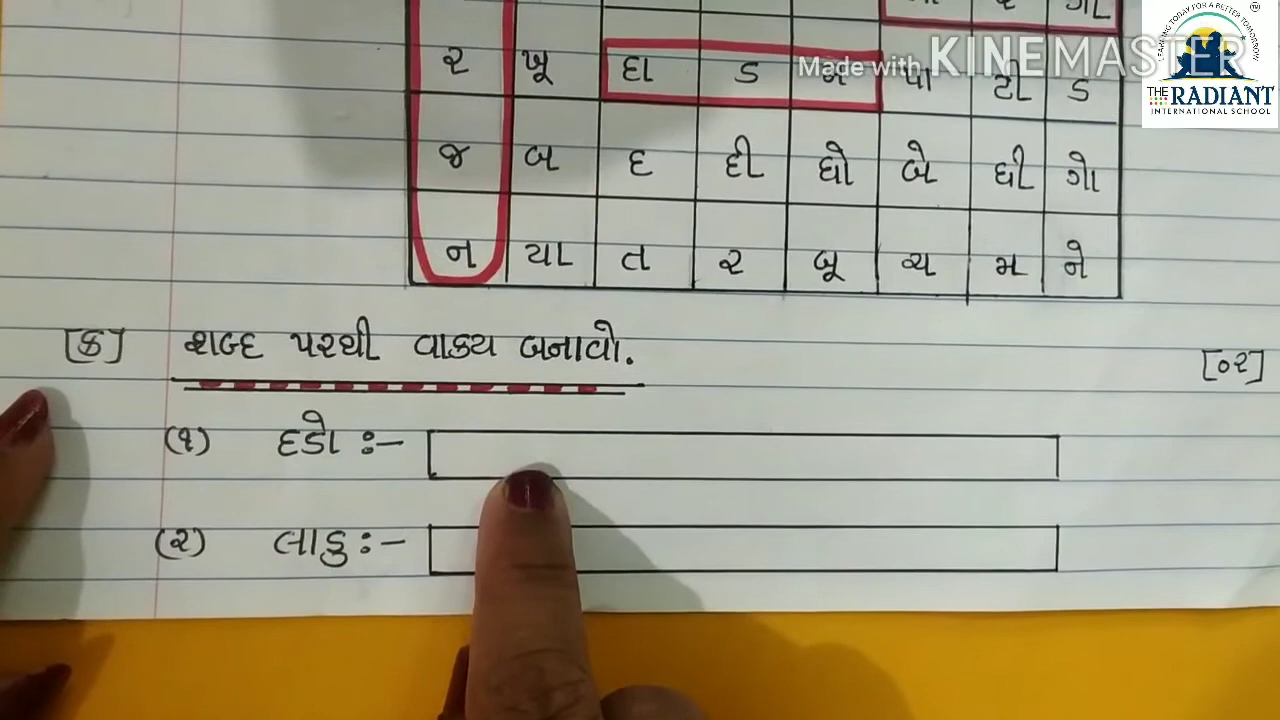 ર ખૂ દા ડ મ પા ટી ડ
જ બ દ દી ઘો બે ઘી ગો
ન યા ત ર બૂ ચ મ ને
[ક] શબ્દ પરથી વાક્ય બનાવો. [૦૨]
(૧) દડો :-
(૨) લાડુ :-
Made with KINEMASTER
THE RADIANT
INTERNATIONAL SCHOOL